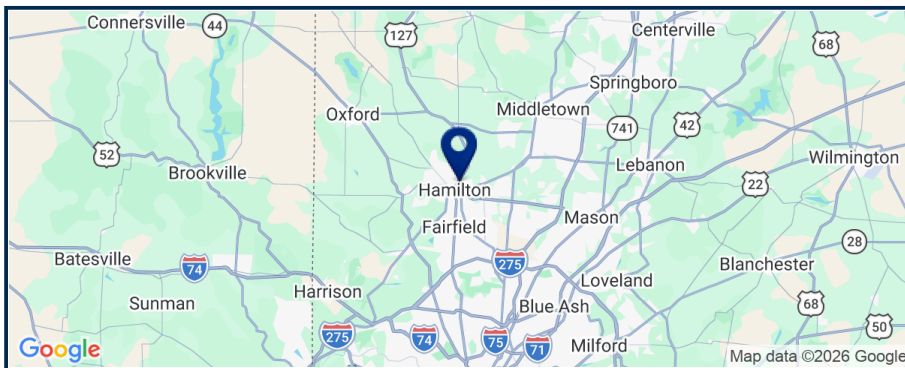 Connersville
44
127
Centerville
68
Springboro
Oxford
Middletown
741
42
52
Brookville
Lebanon
Wilmington
Hamilton
22
Fairfield
Mason
28
Batesville
74
275
Blanchester
Sunman
Harrison
Loveland
Blue Ash
68
275
74
75
71
Milford
50
Google
Map data ©2026 Google